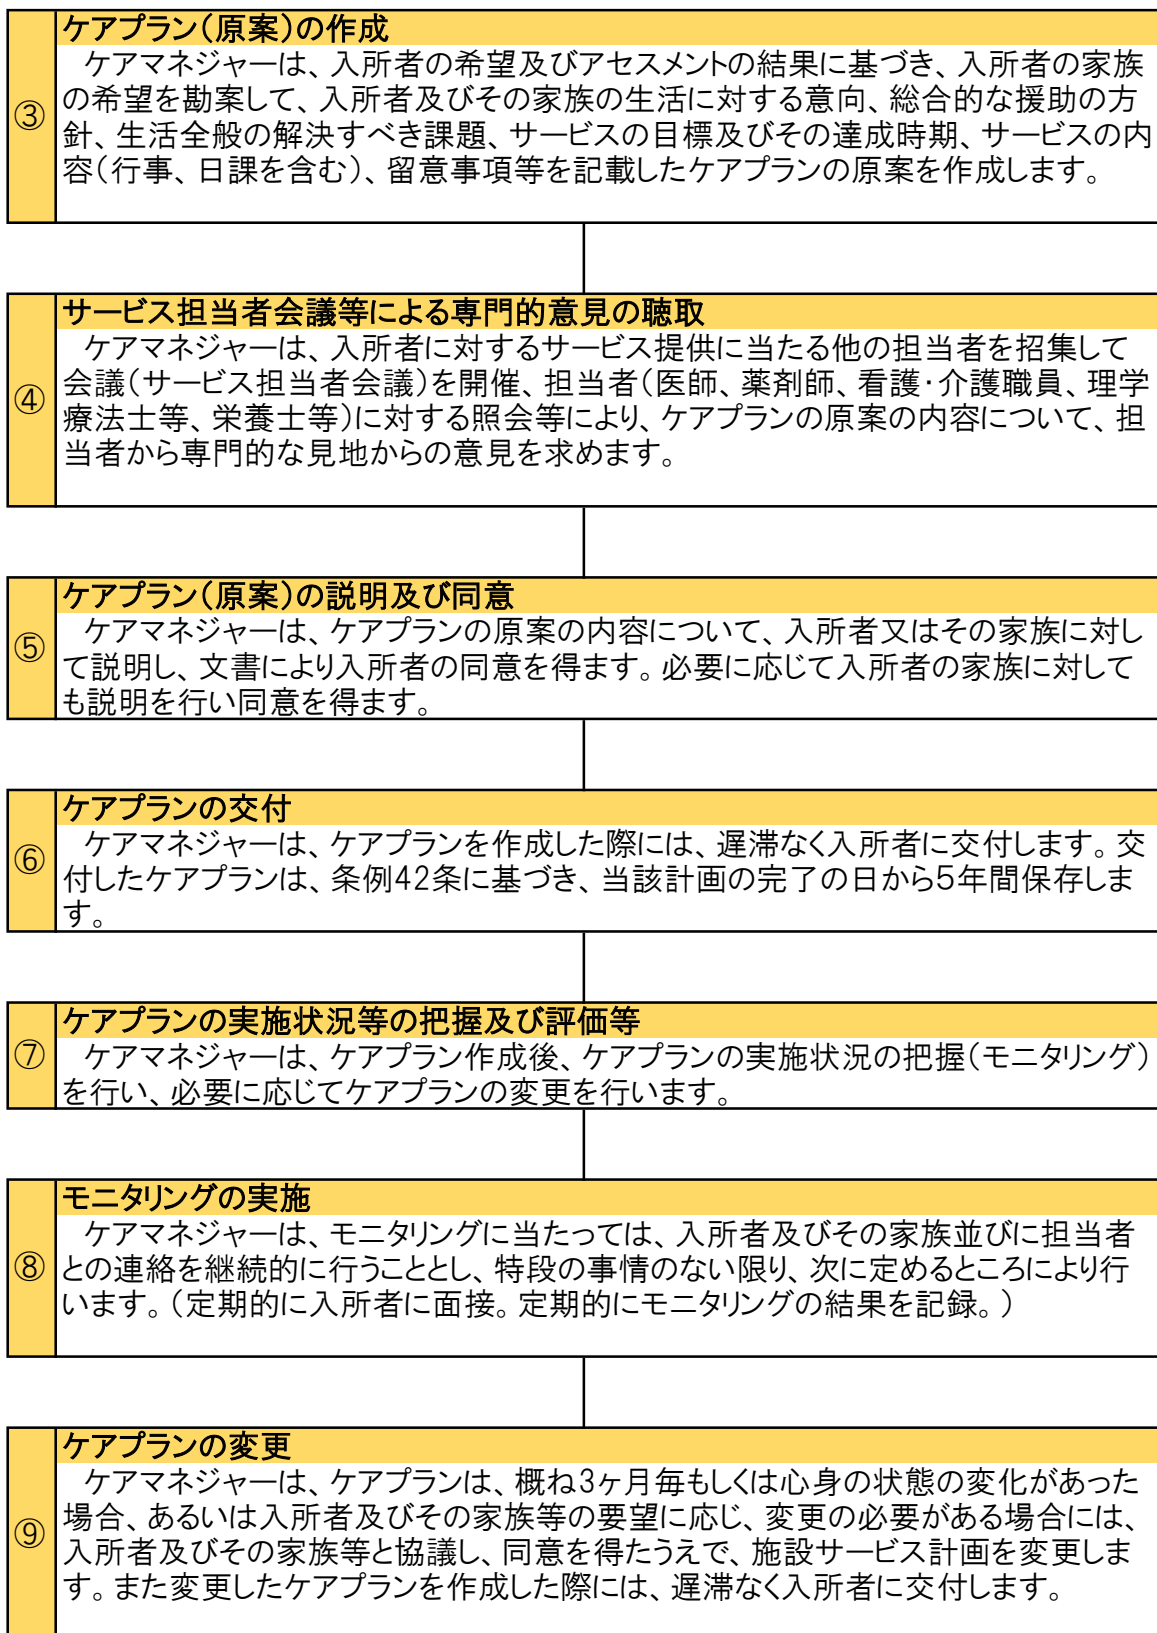 ケアプラン(原案)の作成
③
ケアマネジャーは、入所者の希望及びアセスメントの結果に基づき、入所者の家族
の希望を勘案して、入所者及びその家族の生活に対する意向、総合的な援助の方
針、生活全般の解決すべき課題、サービスの目標及びその達成時期、サービスの内
容(行事、日課を含む)、留意事項等を記載したケアプランの原案を作成します。
サービス担当者会議等による専門的意見の聴取
④
ケアマネジャーは、入所者に対するサービス提供に当たる他の担当者を招集して
会議(サービス担当者会議)を開催、担当者(医師、薬剤師、看護・介護職員、理学
療法士等、栄養士等)に対する照会等により、ケアプランの原案の内容について、担
当者から専門的な見地からの意見を求めます。
ケアプラン(原案)の説明及び同意
⑤
ケアマネジャーは、ケアプランの原案の内容について、入所者又はその家族に対し
て説明し、文書により入所者の同意を得ます。必要に応じて入所者の家族に対して
も説明を行い同意を得ます。
ケアプランの交付
⑥
ケアマネジャーは、ケアプランを作成した際には、遅滞なく入所者に交付します。交
付したケアプランは、条例42条に基づき、当該計画の完了の日から5年間保存しま
す。
ケアプランの実施状況等の把握及び評価等
⑦
ケアマネジャーは、ケアプラン作成後、ケアプランの実施状況の把握(モニタリング)
を行い、必要に応じてケアプランの変更を行います。
モニタリングの実施
⑧
ケアマネジャーは、モニタリングに当たっては、入所者及びその家族並びに担当者
との連絡を継続的に行うこととし、特段の事情のない限り、次に定めるところにより行
います。(定期的に入所者に面接。定期的にモニタリングの結果を記録。)
ケアプランの変更
⑨
ケアマネジャーは、ケアプランは、概ね3ヶ月毎もしくは心身の状態の変化があった
場合、あるいは入所者及びその家族等の要望に応じ、変更の必要がある場合には、
入所者及びその家族等と協議し、同意を得たうえで、施設サービス計画を変更しま
す。また変更したケアプランを作成した際には、遅滞なく入所者に交付します。